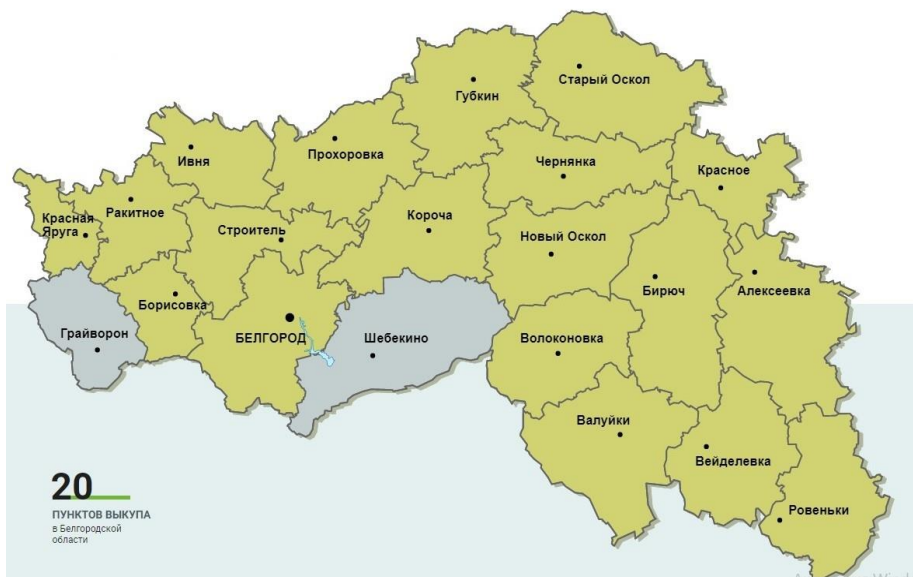 Старый Оскол
Губкин
Прохоровка
Ивня
Чернянка
Красное
Ракитное
Красная
Яруга
Короча
Строитель
Новый Оскол
Бирюч
Алексеевка
Борисовка
Грайворон
БЕЛГОРОД
Шебекино
Волоконовка
Валуйки
Вейделевка
Ровеньки
20
ПУНКТОВ ВЫКУПА
в Белгородской
области